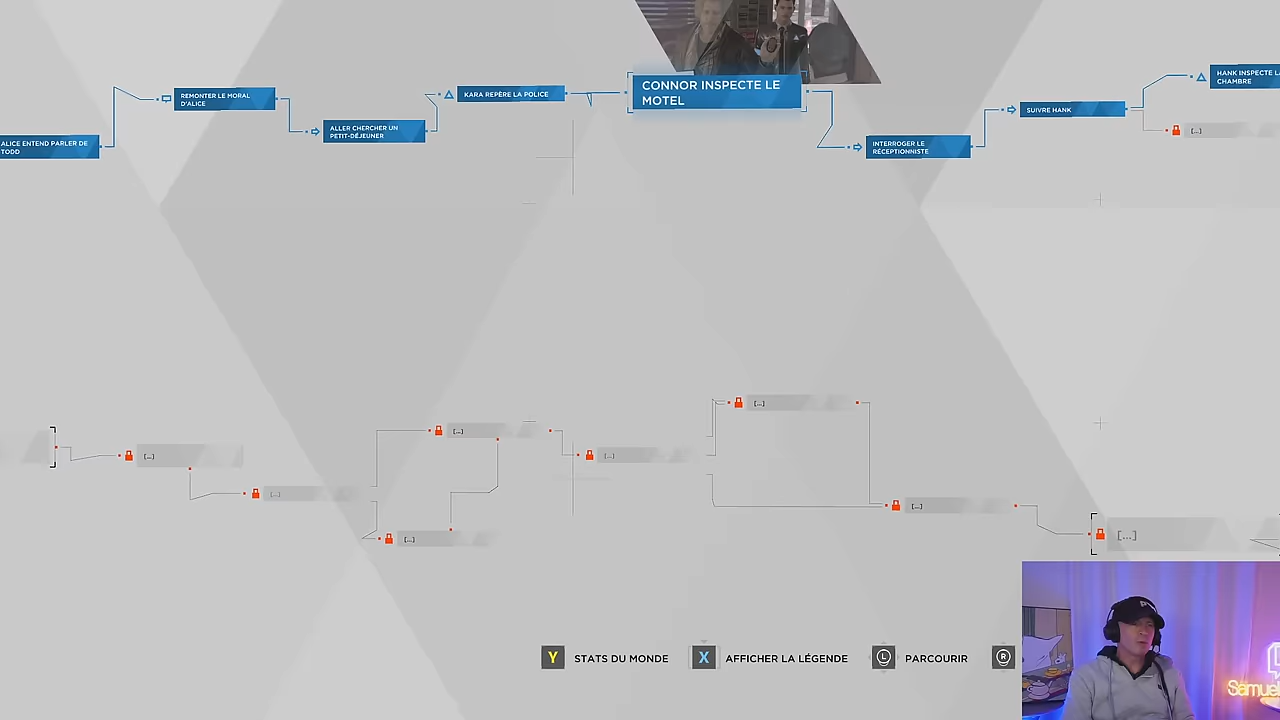 CONNOR INSPECTE LE
MOTEL
REMONTER LE MORAL
D'ALICE
KARA REPÈRE LA POLICE
HANK INSPECTE L
CHAMBRE
SUIVRE HANK
ALLER CHERCHER UN
PETIT-DÉJEUNER
[...]
ALICE ENTEND PARLER DE
TODD
INTERROGER LE
RÉCEPTIONNISTE
[...]
[...]
[...]
[...]
[...]
[...]
[...]
[...]
Y STATS DU MONDE
X AFFICHER LA LÉGENDE
L PARCOURIR
R
Samuel